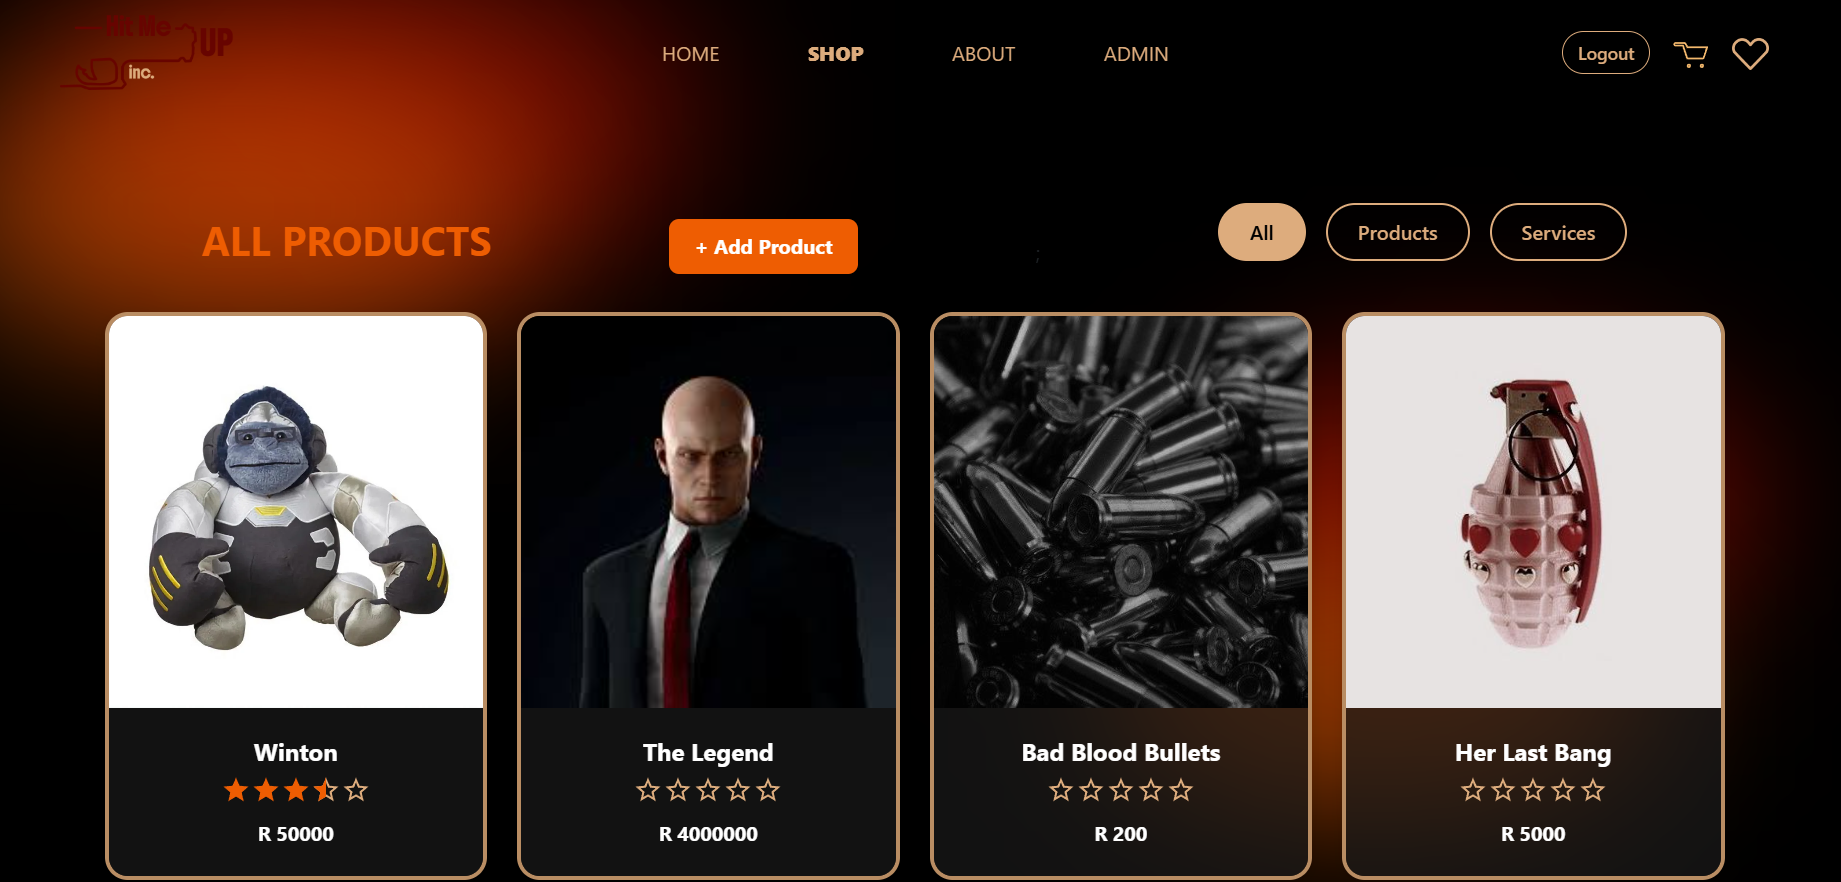 Hit Me UP
inc.
HOME SHOP ABOUT ADMIN Logout
ALL PRODUCTS + Add Product ; All Products Services
Winton The Legend Bad Blood Bullets Her Last Bang
R 50000 R 4000000 R 200 R 5000